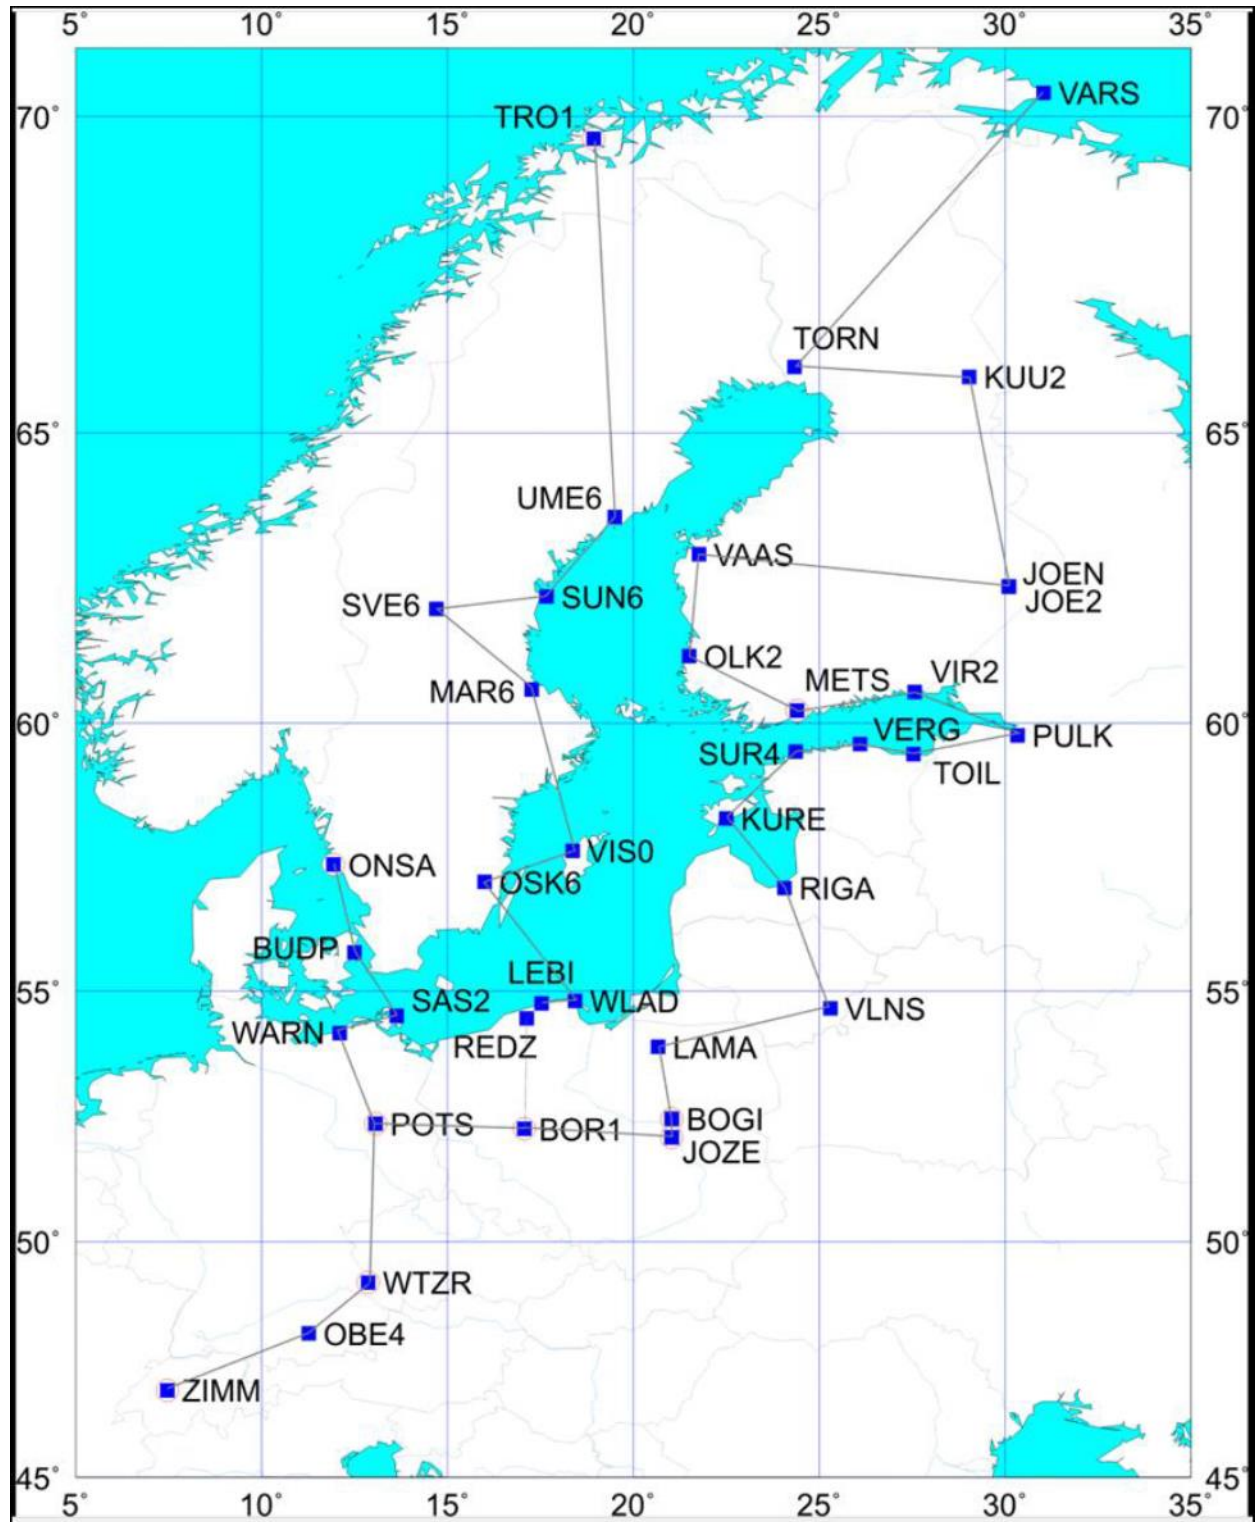 5° 10° 15° 20° 25° 30° 35°
VARS
70° 70°
TRO1
TORN
KUU2
65° 65°
UME6
VAAS
JOEN
SVE6 SUN6 JOE2
OLK2
METS VIR2
MAR6
60° VERG PULK 60°
SUR4
TOIL
KURE
VIS0
ONSA
OSK6 RIGA
BUDP
LEBI
55° SAS2 WLAD VLNS 55°
WARN
REDZ LAMA
POTS BOR1 BOGI
JOZE
50° 50°
WTZR
OBE4
ZIMM
45° 45°
5° 10° 15° 20° 25° 30° 35°